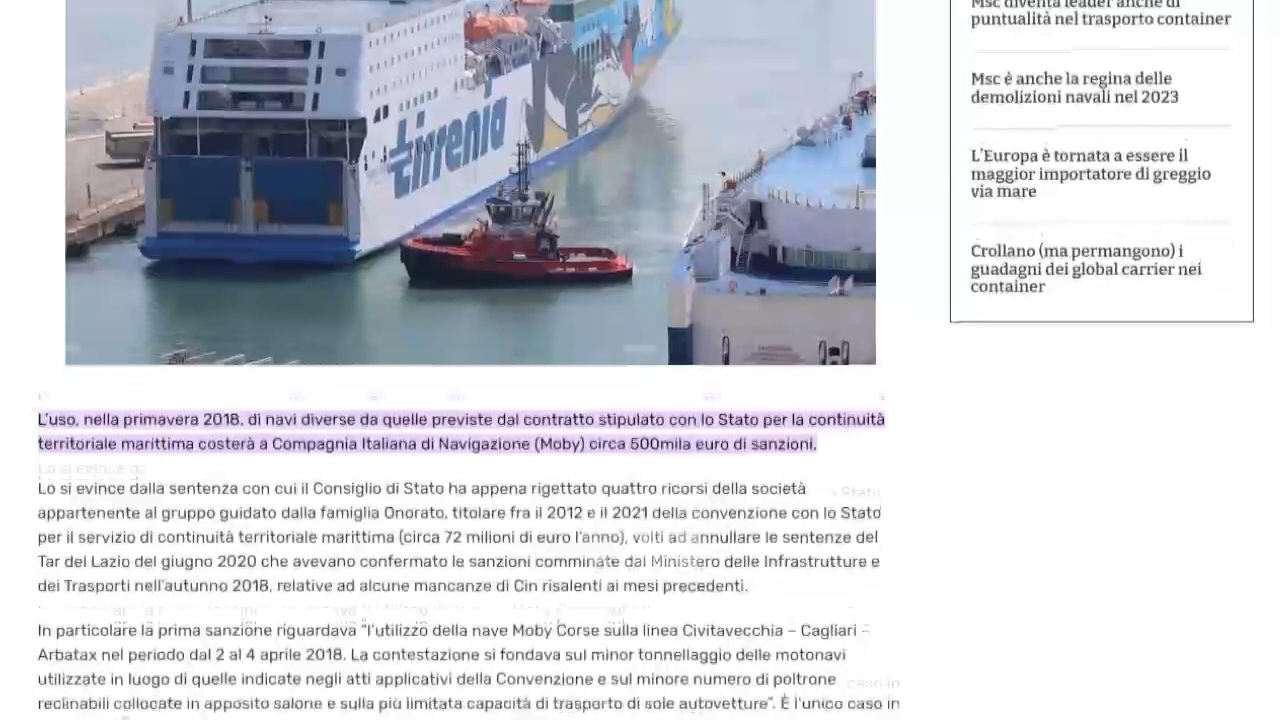 Msc diventa leader anche di
puntualità nel trasporto container
Msc è anche la regina delle
demolizioni navali nel 2023
L'Europa è tornata a essere il
maggior importatore di greggio
via mare
Crollano (ma permangono) i
guadagni dei global carrier nei
container
tirrenia
L'uso, nella primavera 2018, di navi diverse da quelle previste dal contratto stipulato con lo Stato per la continuità
territoriale marittima costerà a Compagnia Italiana di Navigazione (Moby) circa 500mila euro di sanzioni.
Lo si evince dalla sentenza con cui il Consiglio di Stato ha appena rigettato quattro ricorsi della società
appartenente al gruppo guidato dalla famiglia Onorato, titolare fra il 2012 e il 2021 della convenzione con lo Stato
per il servizio di continuità territoriale marittima (circa 72 milioni di euro l'anno), volti ad annullare le sentenze del
Tar del Lazio del giugno 2020 che avevano confermato le sanzioni comminate dal Ministero delle Infrastrutture e
dei Trasporti nell'autunno 2018, relative ad alcune mancanze di Cin risalenti ai mesi precedenti.
In particolare la prima sanzione riguardava “l'utilizzo della nave Moby Corse sulla linea Civitavecchia – Cagliari –
Arbatax nel periodo dal 2 al 4 aprile 2018. La contestazione si fondava sul minor tonnellaggio delle motonavi
utilizzate in luogo di quelle indicate negli atti applicativi della Convenzione e sul minore numero di poltrone
reclinabili collocate in apposito salone e sulla più limitata capacità di trasporto di sole autovetture”. È l'unico caso in